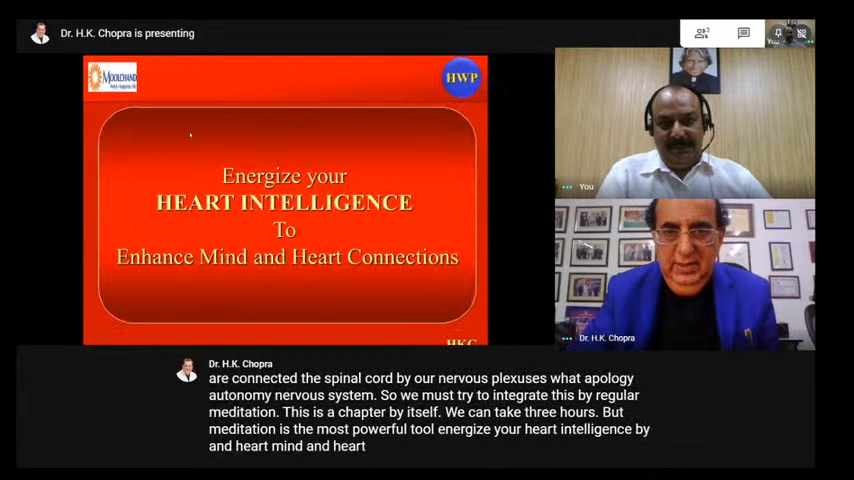 Dr. H.K. Chopra is presenting
3
You
MOOLCHAND
HWP
Energize your
HEART INTELLIGENCE
To
Enhance Mind and Heart Connections
HKC
You
Dr. H.K. Chopra
Dr. H.K. Chopra
are connected the spinal cord by our nervous plexuses what apology
autonomy nervous system. So we must try to integrate this by regular
meditation. This is a chapter by itself. We can take three hours. But
meditation is the most powerful tool energize your heart intelligence by
and heart mind and heart